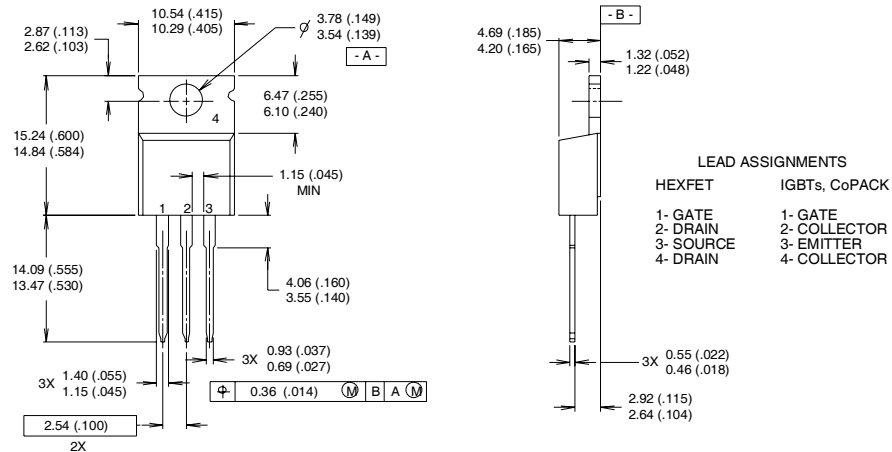 10.54 (.415)
10.29 (.405)
2.87 (.113)
2.62 (.103)
ø 3.78 (.149)
3.54 (.139)
- A -
6.47 (.255)
6.10 (.240)
4
15.24 (.600)
14.84 (.584)
1.15 (.045)
MIN
1 2 3
14.09 (.555)
13.47 (.530)
4.06 (.160)
3.55 (.140)
3X 0.93 (.037)
0.69 (.027)
3X 1.40 (.055)
1.15 (.045)
⌖ 0.36 (.014) Ⓜ B A Ⓜ
2.54 (.100)
2X
- B -
4.69 (.185)
4.20 (.165)
1.32 (.052)
1.22 (.048)
3X 0.55 (.022)
0.46 (.018)
2.92 (.115)
2.64 (.104)
LEAD ASSIGNMENTS
HEXFET
1- GATE
2- DRAIN
3- SOURCE
4- DRAIN
IGBTs, CoPACK
1- GATE
2- COLLECTOR
3- EMITTER
4- COLLECTOR